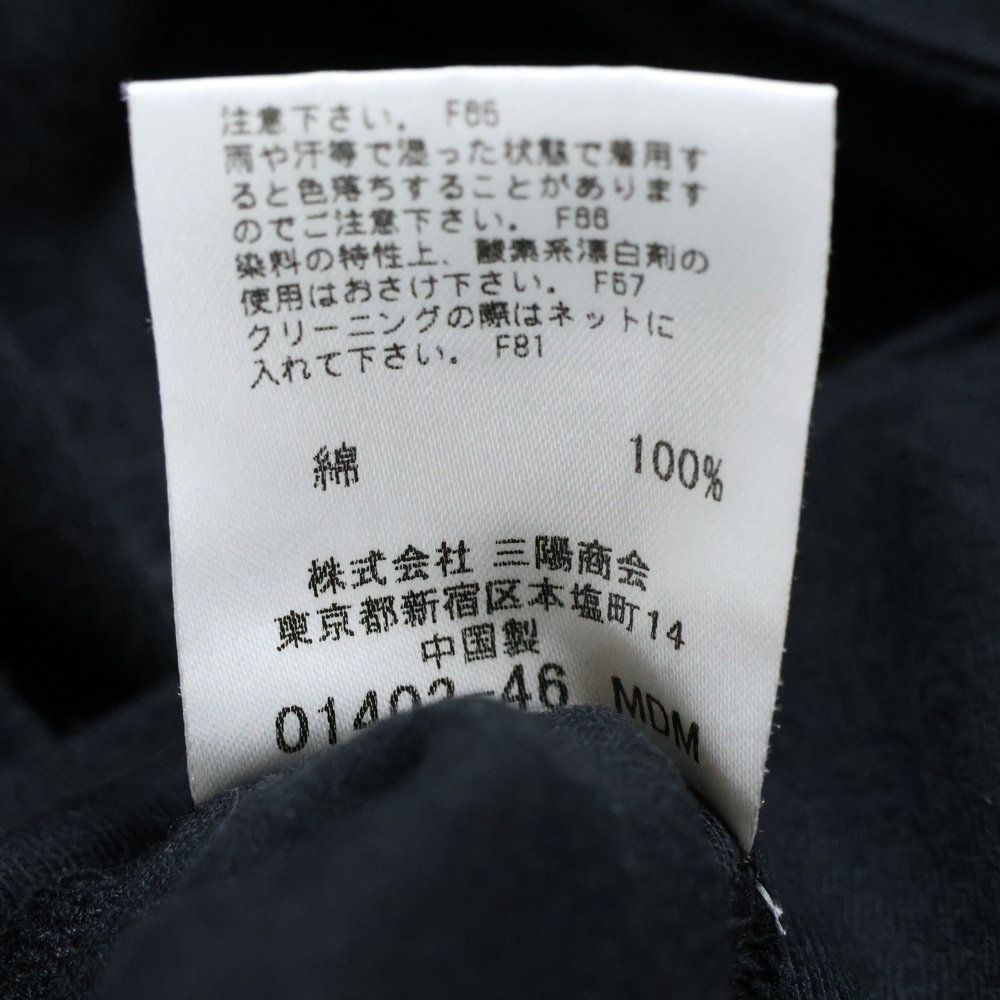 注意下さい。 F65
雨や汗等で湿った状態で着用す
ると色落ちすることがあります
のでご注意下さい。 F66
染料の特性上、酸素系漂白剤の
使用はおさけ下さい。 F57
クリーニングの際はネットに
入れて下さい。 F81
綿 100%
株式会社 三陽商会
東京都新宿区本塩町14
中国製
-46 MDM